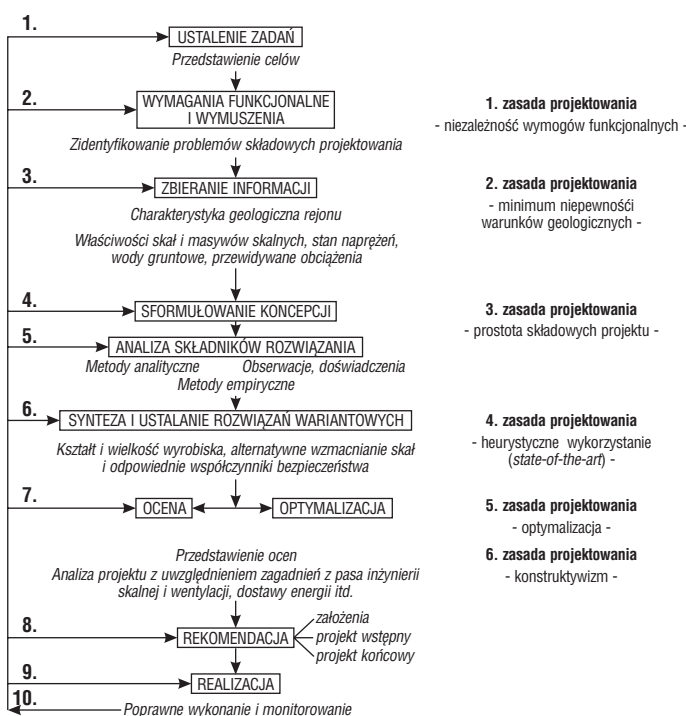 1.
USTALENIE ZADAŃ
Przedstawienie celów
2.
WYMAGANIA FUNKCJONALNE
I WYMUSZENIA
Zidentyfikowanie problemów składowych projektowania
1. zasada projektowania
- niezależność wymogów funkcjonalnych -
3.
ZBIERANIE INFORMACJI
Charakterystyka geologiczna rejonu
Właściwości skał i masywów skalnych, stan naprężeń,
wody gruntowe, przewidywane obciążenia
2. zasada projektowania
- minimum niepewnośći
warunków geologicznych -
4.
SFORMUŁOWANIE KONCEPCJI
3. zasada projektowania
- prostota składowych projektu -
5.
ANALIZA SKŁADNIKÓW ROZWIĄZANIA
Metody analityczne Obserwacje, doświadczenia
Metody empiryczne
6.
SYNTEZA I USTALANIE ROZWIĄZAŃ WARIANTOWYCH
Kształt i wielkość wyrobiska, alternatywne wzmacnianie skał
i odpowiednie współczynniki bezpieczeństwa
4. zasada projektowania
- heurystyczne wykorzystanie
(state-of-the-art) -
7.
OCENA OPTYMALIZACJA
5. zasada projektowania
- optymalizacja -
Przedstawienie ocen
Analiza projektu z uwzględnieniem zagadnień z pasa inżynierii
skalnej i wentylacji, dostawy energii itd.
6. zasada projektowania
- konstruktywizm -
8.
REKOMENDACJA
założenia
projekt wstępny
projekt końcowy
9.
REALIZACJA
10.
Poprawne wykonanie i monitorowanie